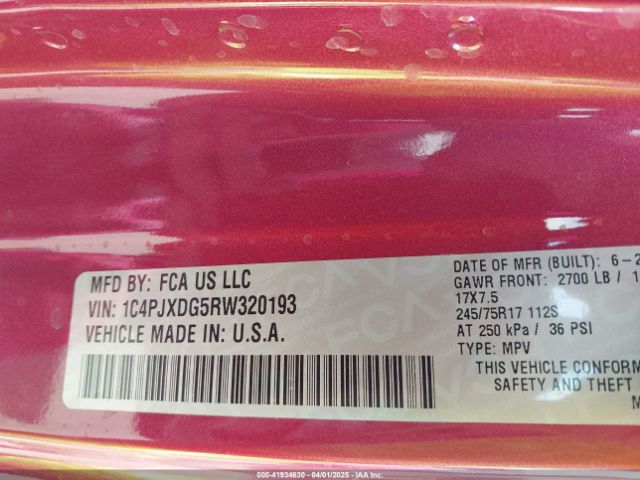 MFD BY: FCA US LLC
VIN: 1C4PJXDG5RW320193
VEHICLE MADE IN: U.S.A.
DATE OF MFR (BUILT): 6-2
GAWR FRONT: 2700 LB / 1
17X7.5
245/75R17 112S
AT 250 kPa / 36 PSI
TYPE: MPV
THIS VEHICLE CONFORM
SAFETY AND THEFT
M
000-41934630 - 04/01/2025 - IAAI.com